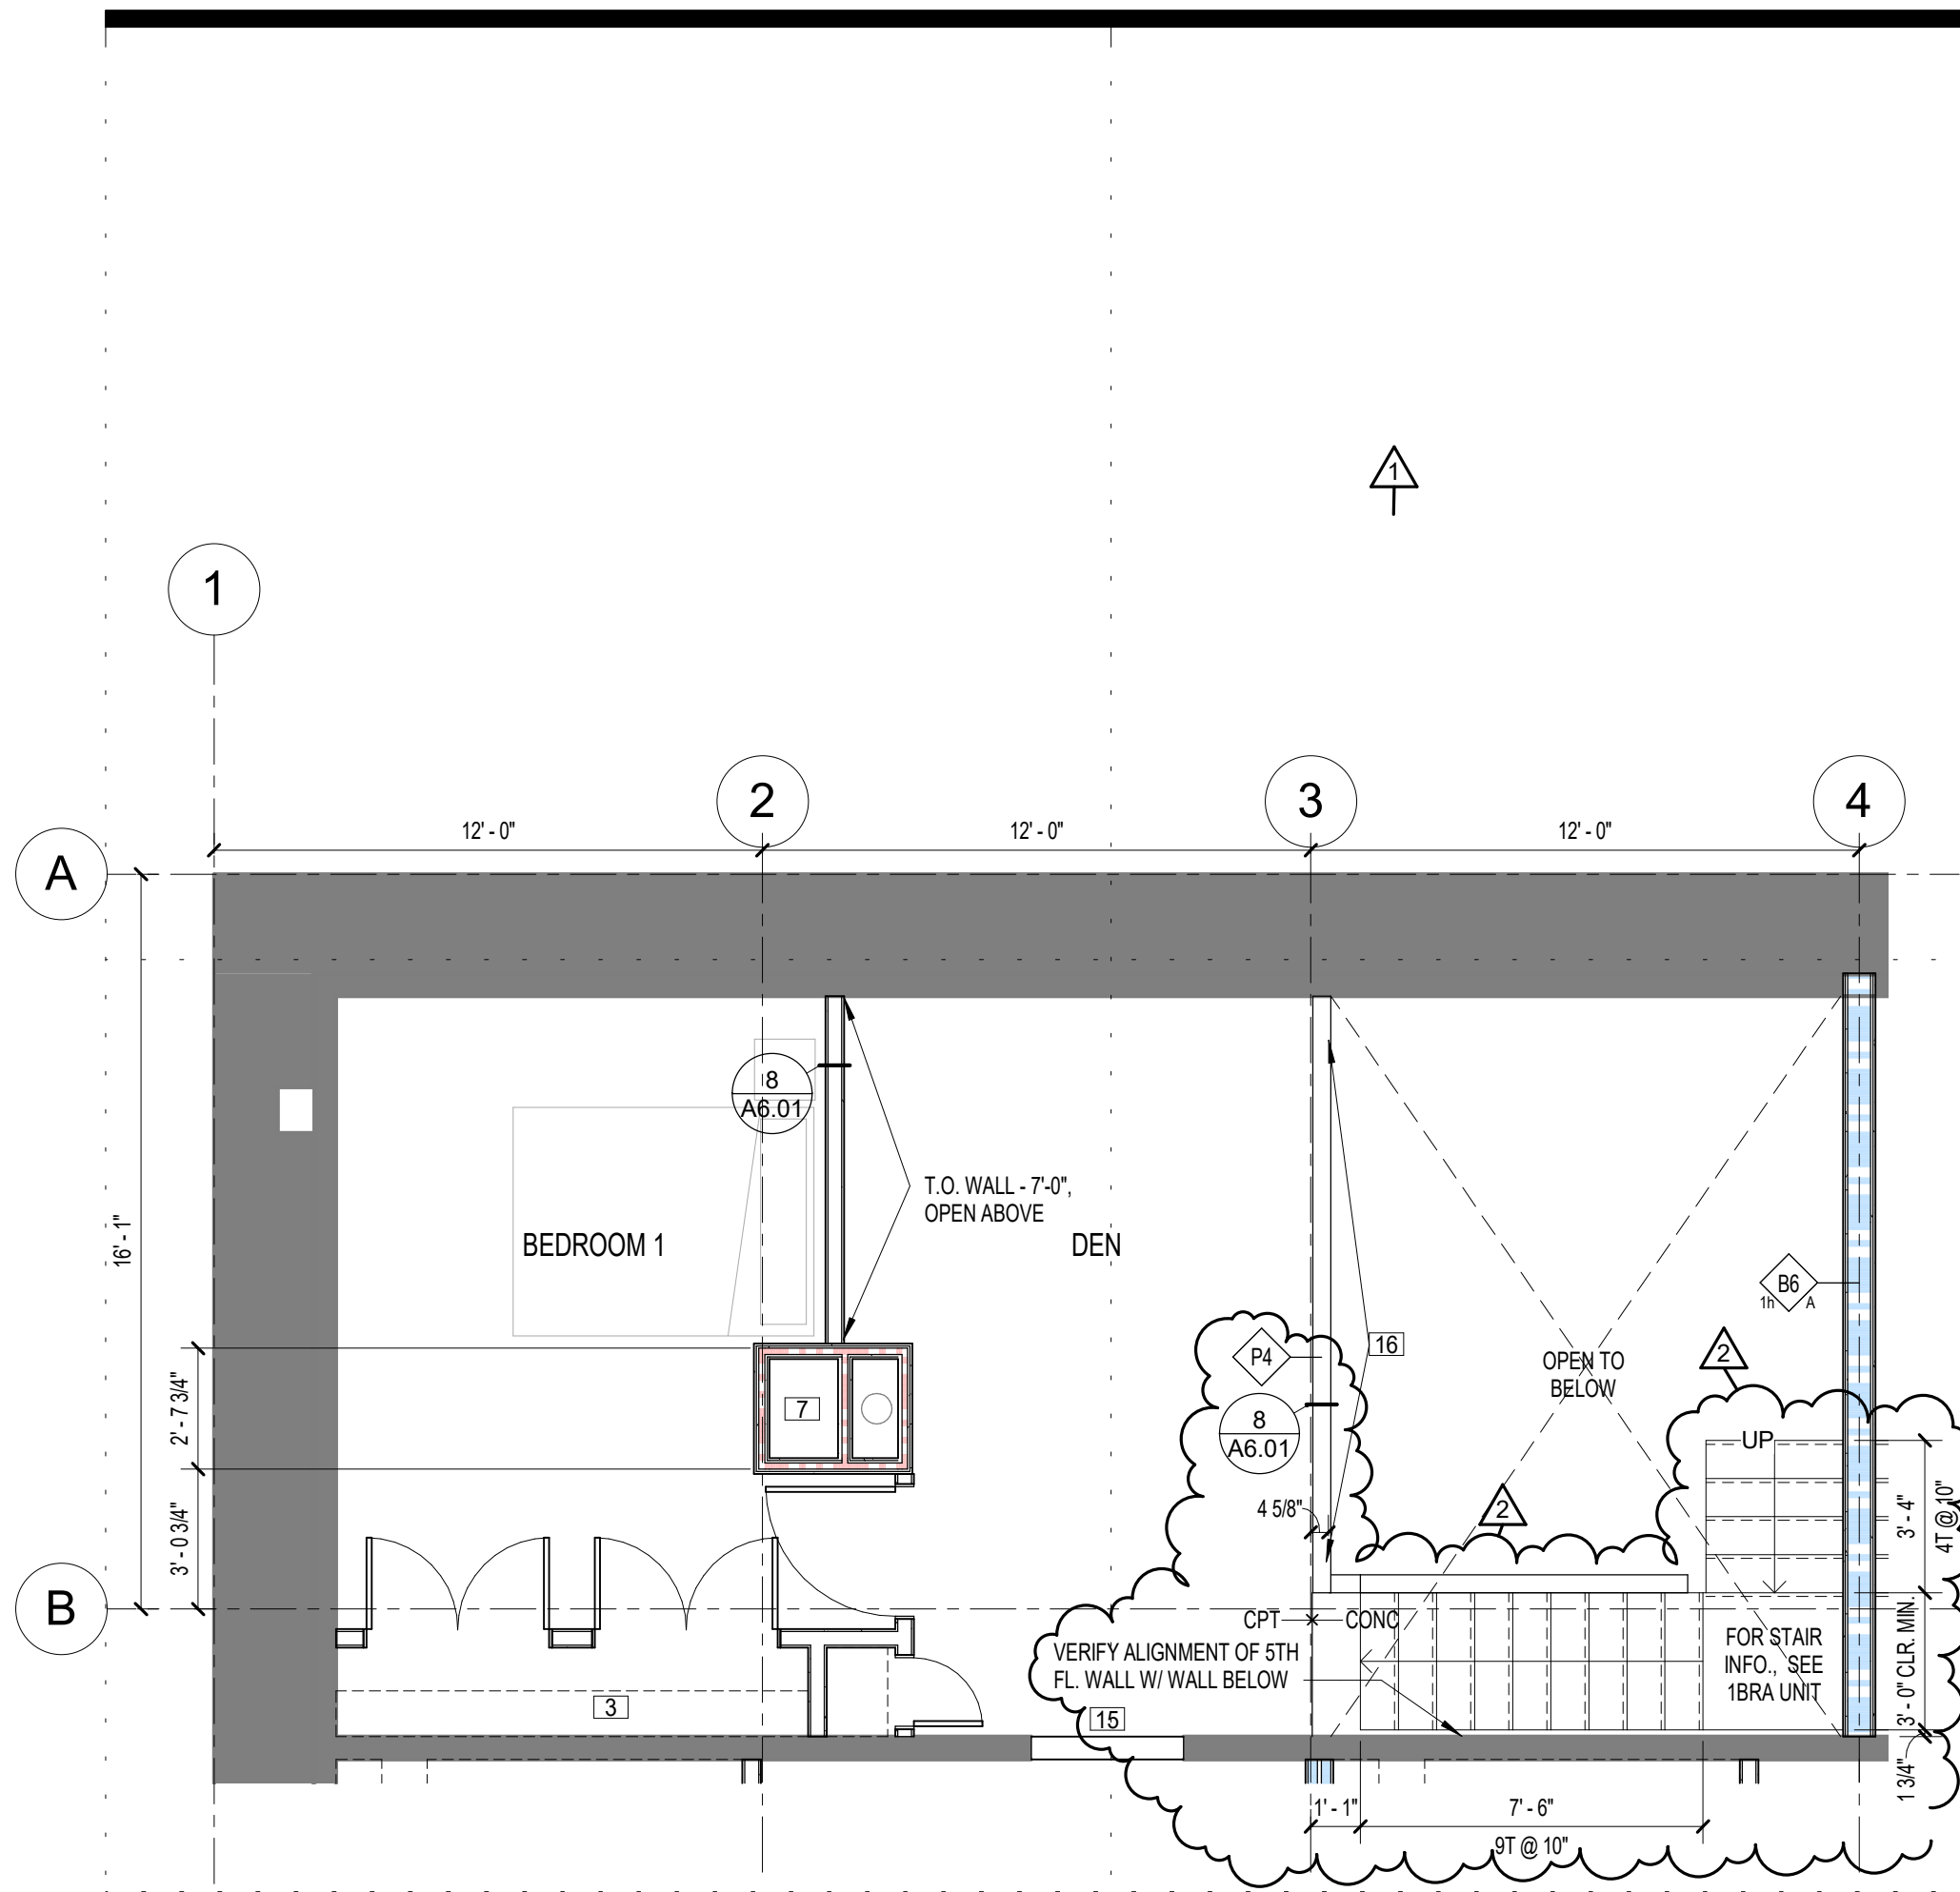 1
1
2
3
4
12' - 0"
12' - 0"
12' - 0"
A
8
A6.01
T.O. WALL - 7'-0",
OPEN ABOVE
16' - 1"
BEDROOM 1
DEN
B6
1h
A
P4
16
OPEN TO
BELOW
2
2' - 7 3/4"
7
8
A6.01
UP
4 5/8"
2
3' - 4"
4T @ 10"
3' - 0 3/4"
B
CPT
CONC
VERIFY ALIGNMENT OF 5TH
FL. WALL W/ WALL BELOW
FOR STAIR
INFO., SEE
1BRA UNIT
3' - 0" CLR. MIN.
3
15
1 3/4"
1' - 1"
7' - 6"
9T @ 10"